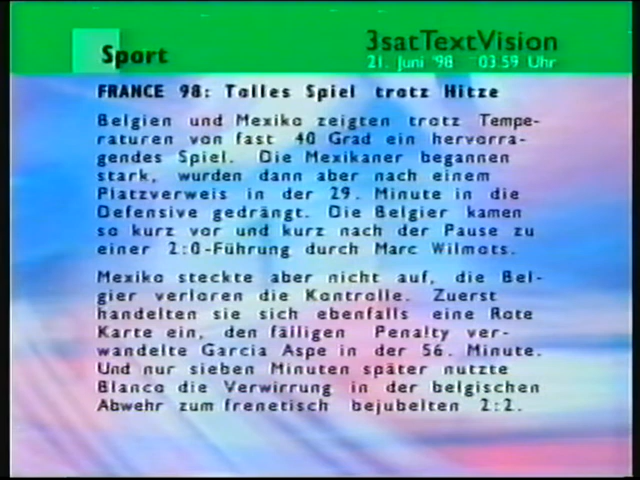 Sport
3satTextVision
21. Juni '98 03.59 Uhr
FRANCE 98: Tolles Spiel trotz Hitze
Belgien und Mexiko zeigten trotz Tempe-
raturen von fast 40 Grad ein hervorra-
gendes Spiel. Die Mexikaner begannen
stark, wurden dann aber nach einem
Platzverweis in der 29. Minute in die
Defensive gedrängt. Die Belgier kamen
so kurz vor und kurz nach der Pause zu
einer 2:0-Führung durch Marc Wilmots.
Mexiko steckte aber nicht auf, die Bel-
gier verloren die Kontrolle. Zuerst
handelten sie sich ebenfalls eine Rote
Karte ein, den fälligen Penalty ver-
wandelte Garcia Aspe in der 56. Minute.
Und nur sieben Minuten später nutzte
Blanco die Verwirrung in der belgischen
Abwehr zum frenetisch bejubelten 2:2.